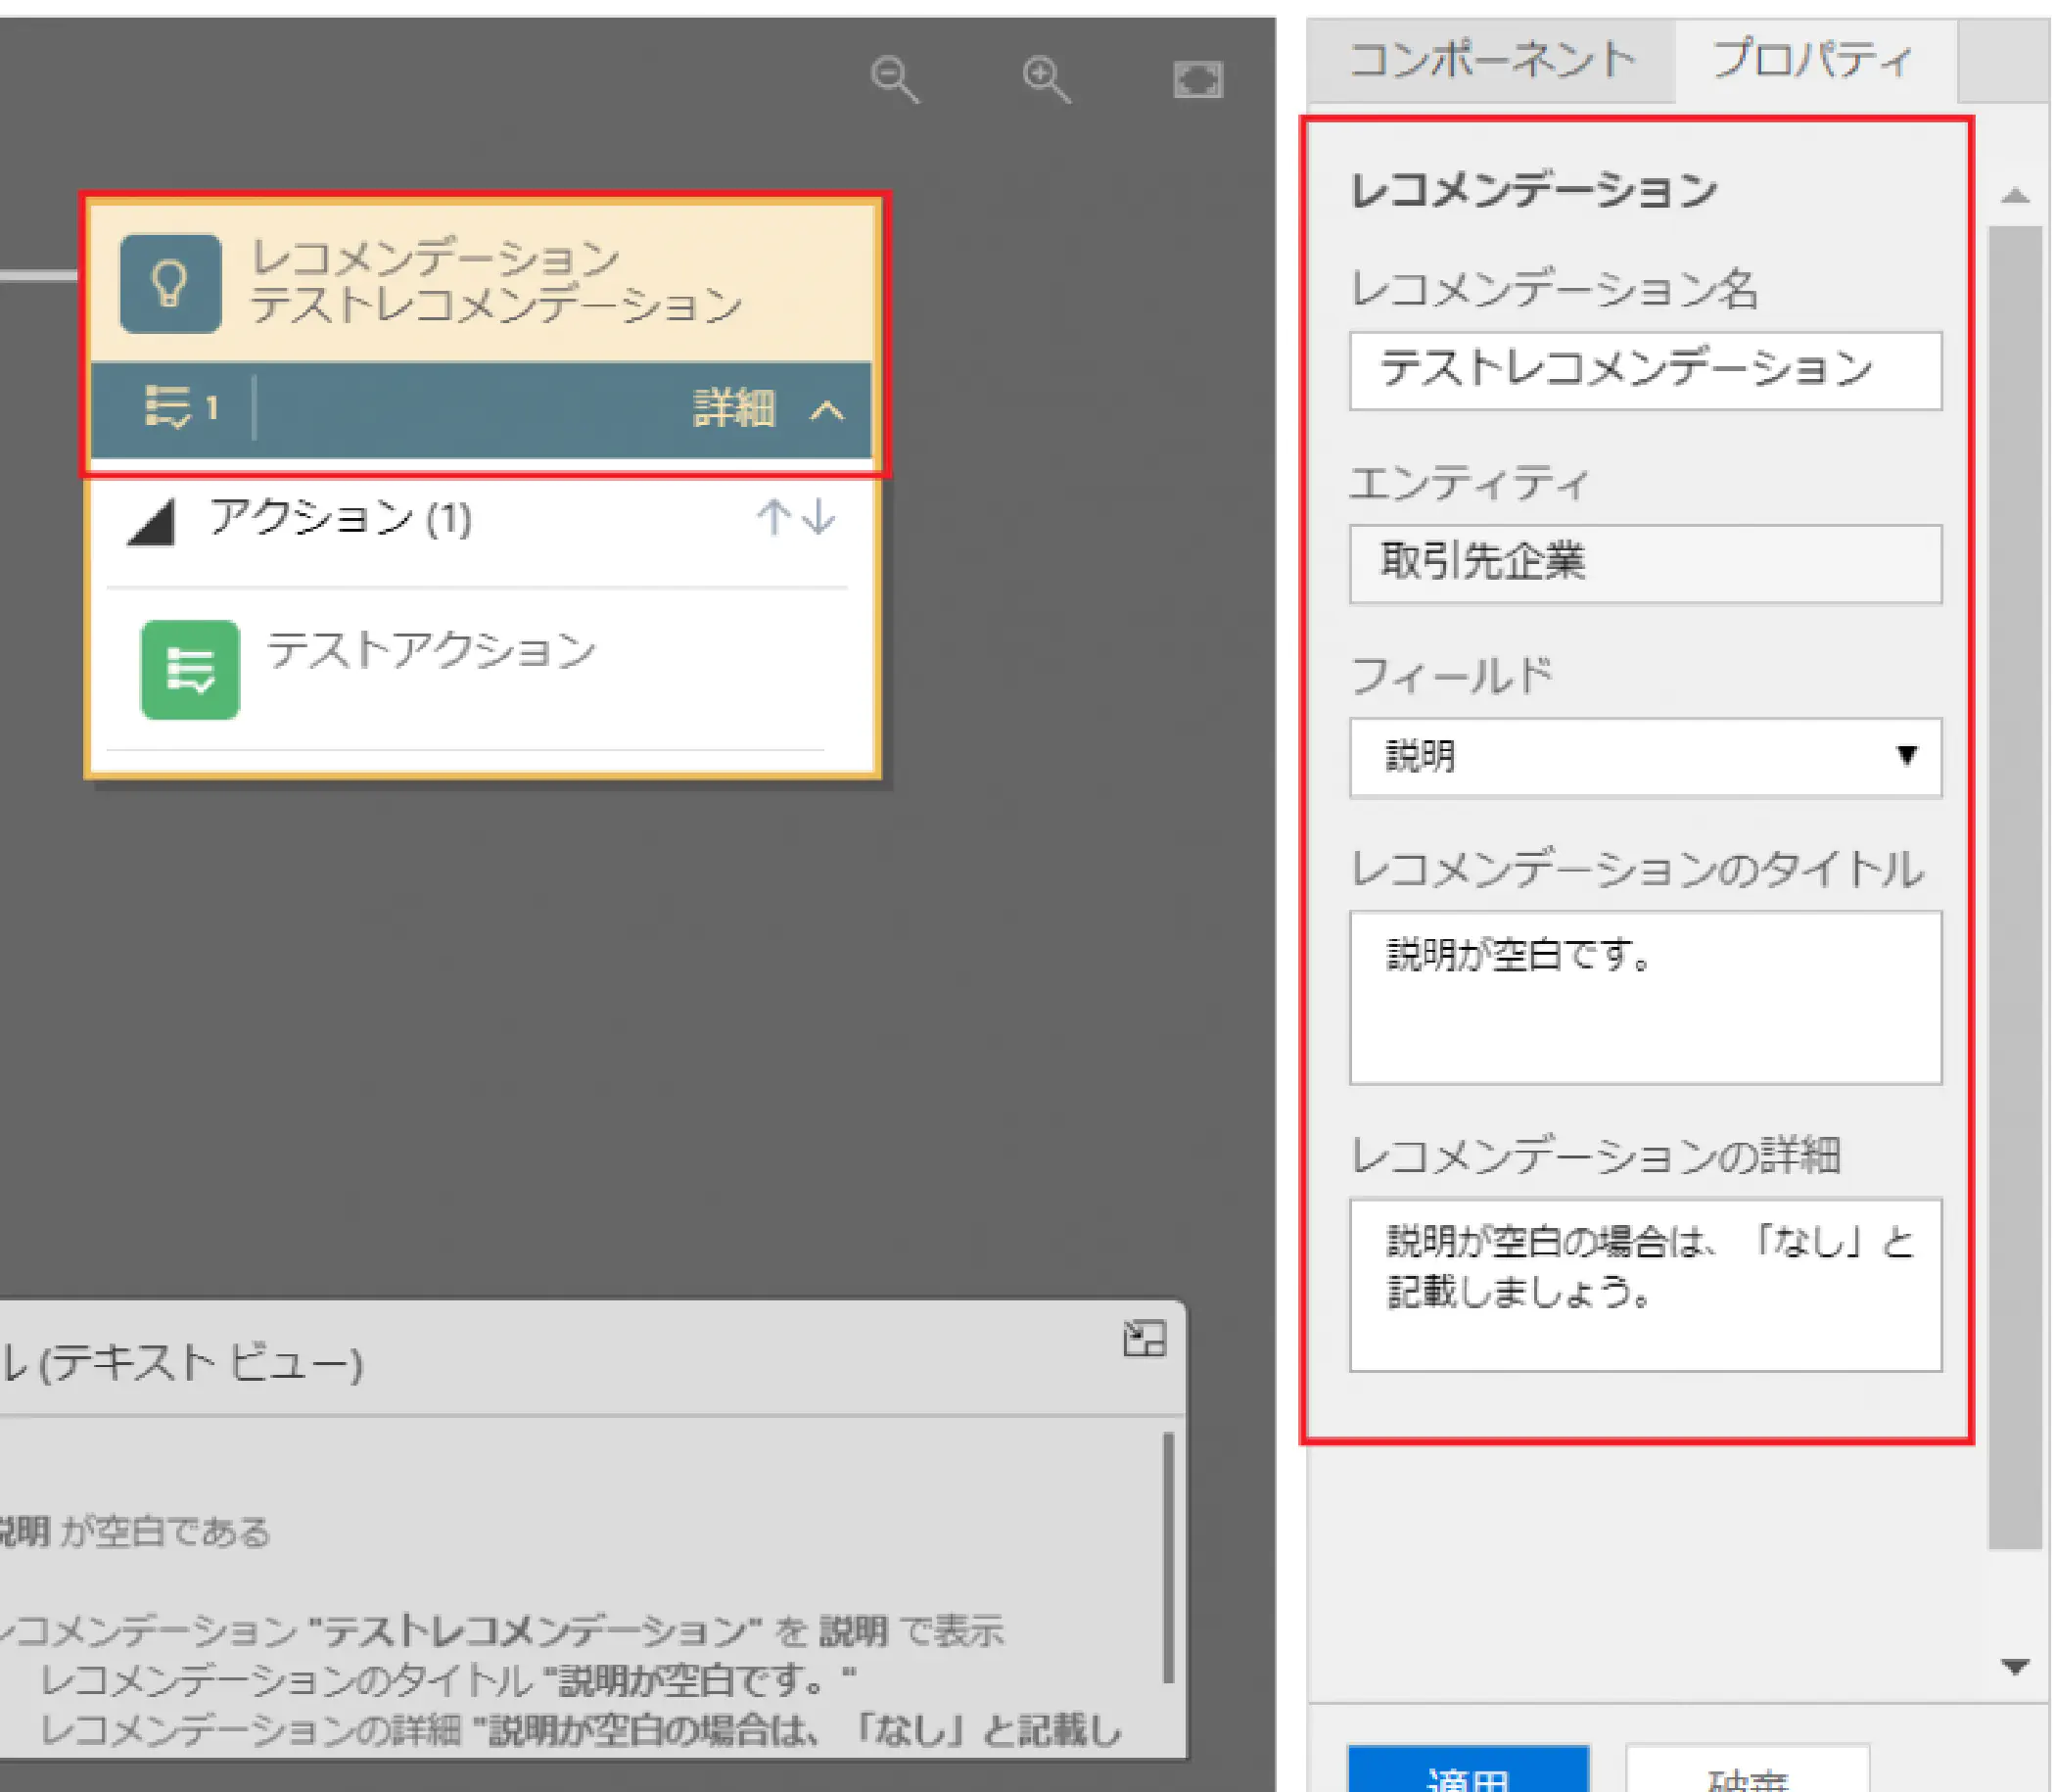 コンポーネント
プロパティ
レコメンデーション
テストレコメンデーション
1
詳細
アクション (1)
テストアクション
ル (テキスト ビュー)
説明 が空白である
レコメンデーション "テストレコメンデーション" を 説明 で表示
レコメンデーションのタイトル "説明が空白です。"
レコメンデーションの詳細 "説明が空白の場合は、「なし」と記載し
レコメンデーション
レコメンデーション名
テストレコメンデーション
エンティティ
取引先企業
フィールド
説明
レコメンデーションのタイトル
説明が空白です。
レコメンデーションの詳細
説明が空白の場合は、「なし」と
記載しましょう。
適用
破棄